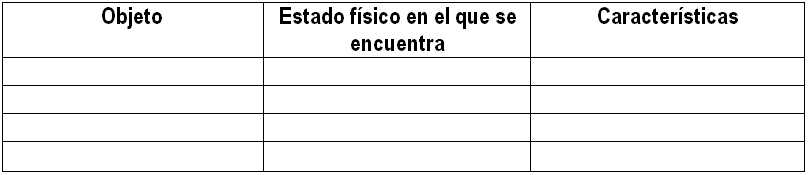 Objeto
Estado físico en el que se
encuentra
Características